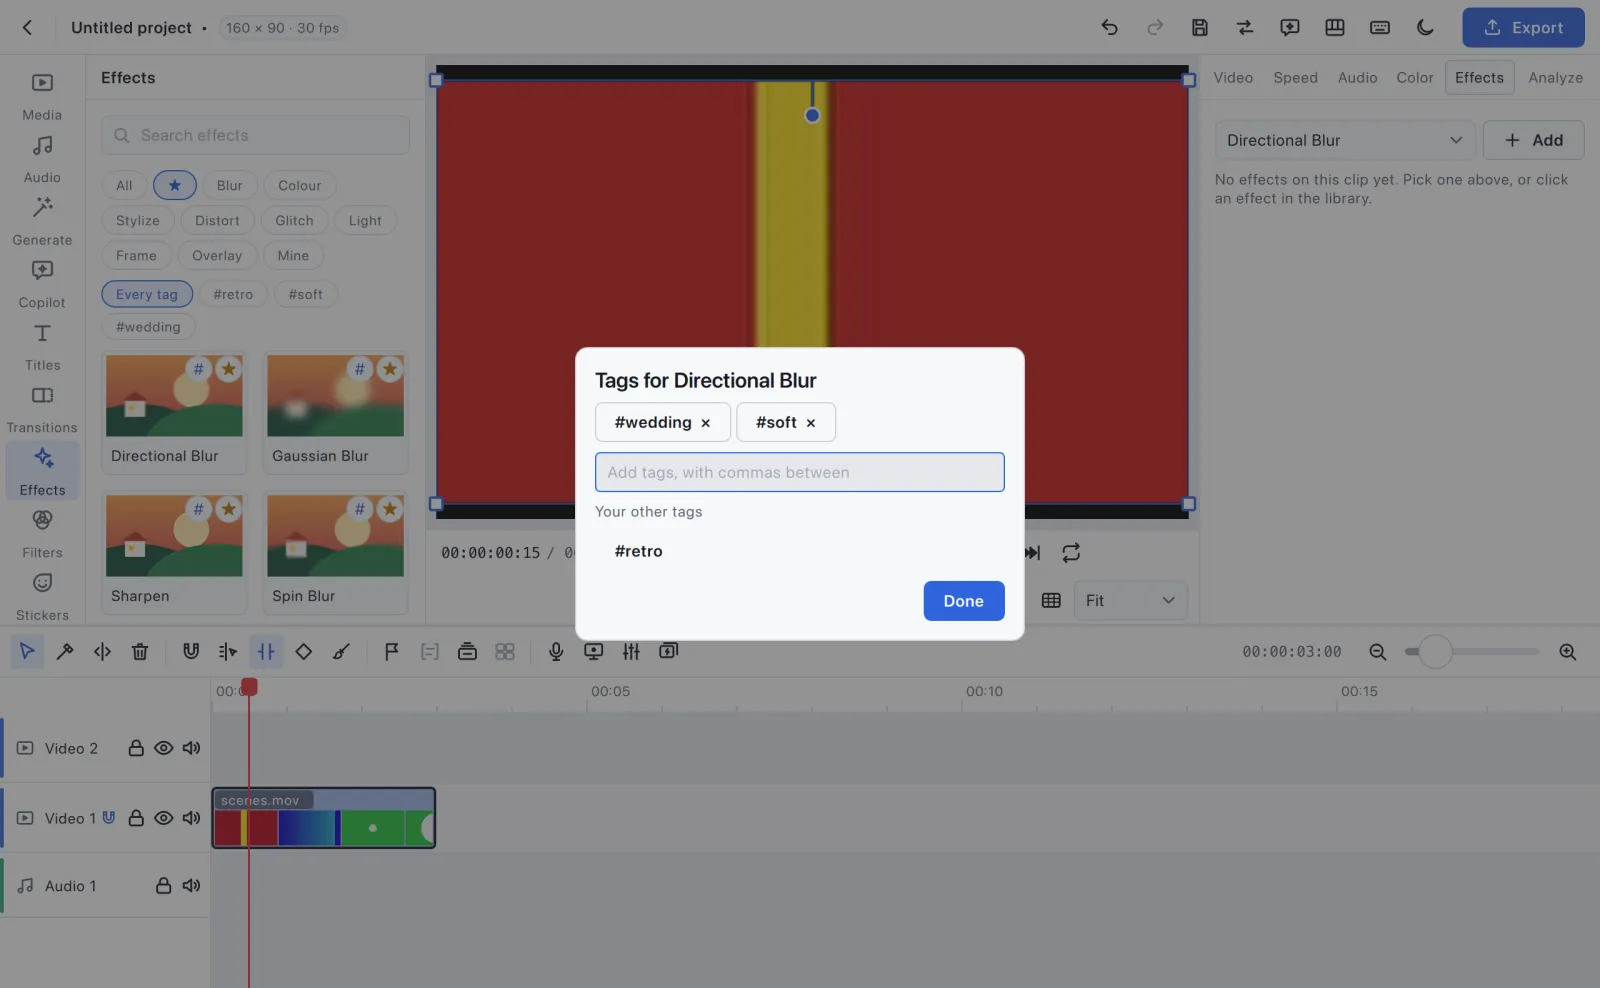 Untitled project • 160 × 90 · 30 fps
Export
Media
Audio
Generate
Copilot
Titles
Transitions
Effects
Filters
Stickers
Effects
Search effects
All ★ Blur Colour
Stylize Distort Glitch Light
Frame Overlay Mine
Every tag #retro #soft
#wedding
# ★ # ★
Directional Blur Gaussian Blur
# ★ # ★
Sharpen Spin Blur
Video Speed Audio Color Effects Analyze
Directional Blur + Add
No effects on this clip yet. Pick one above, or click
an effect in the library.
Tags for Directional Blur
#wedding × #soft ×
Add tags, with commas between
Your other tags
#retro
Done
00:00:00:15 /
Fit
00:00:03:00
00:05 00:10 00:15
Video 2
Video 1
scenes.mov
Audio 1